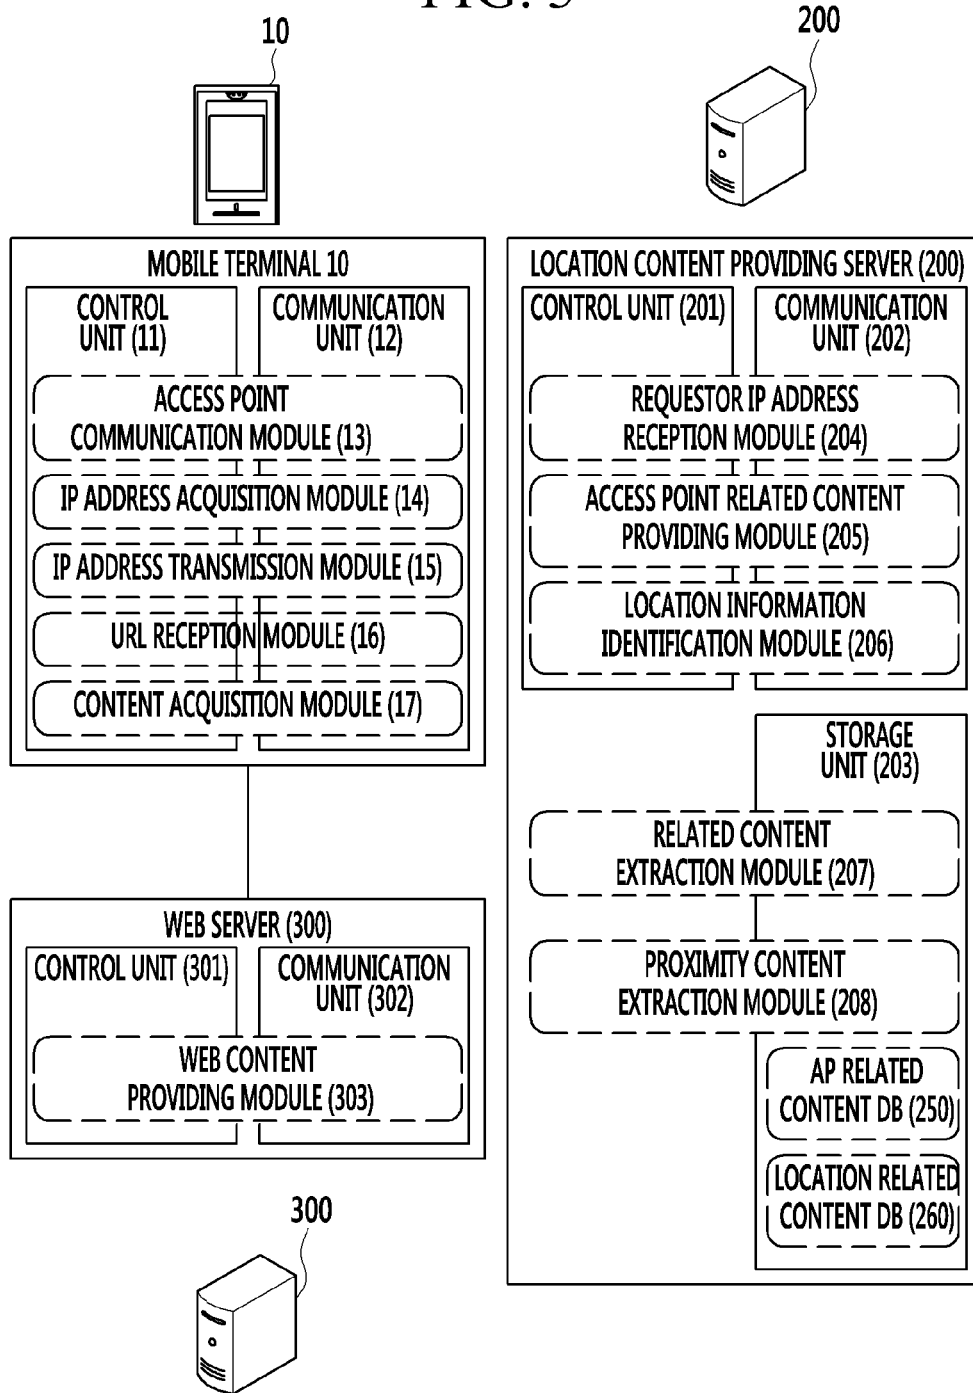 10
200
MOBILE TERMINAL 10
CONTROL
UNIT (11)
COMMUNICATION
UNIT (12)
ACCESS POINT
COMMUNICATION MODULE (13)
IP ADDRESS ACQUISITION MODULE (14)
IP ADDRESS TRANSMISSION MODULE (15)
URL RECEPTION MODULE (16)
CONTENT ACQUISITION MODULE (17)
LOCATION CONTENT PROVIDING SERVER (200)
CONTROL UNIT (201)
COMMUNICATION
UNIT (202)
REQUESTOR IP ADDRESS
RECEPTION MODULE (204)
ACCESS POINT RELATED CONTENT
PROVIDING MODULE (205)
LOCATION INFORMATION
IDENTIFICATION MODULE (206)
STORAGE
UNIT (203)
RELATED CONTENT
EXTRACTION MODULE (207)
PROXIMITY CONTENT
EXTRACTION MODULE (208)
AP RELATED
CONTENT DB (250)
LOCATION RELATED
CONTENT DB (260)
WEB SERVER (300)
CONTROL UNIT (301)
COMMUNICATION
UNIT (302)
WEB CONTENT
PROVIDING MODULE (303)
300